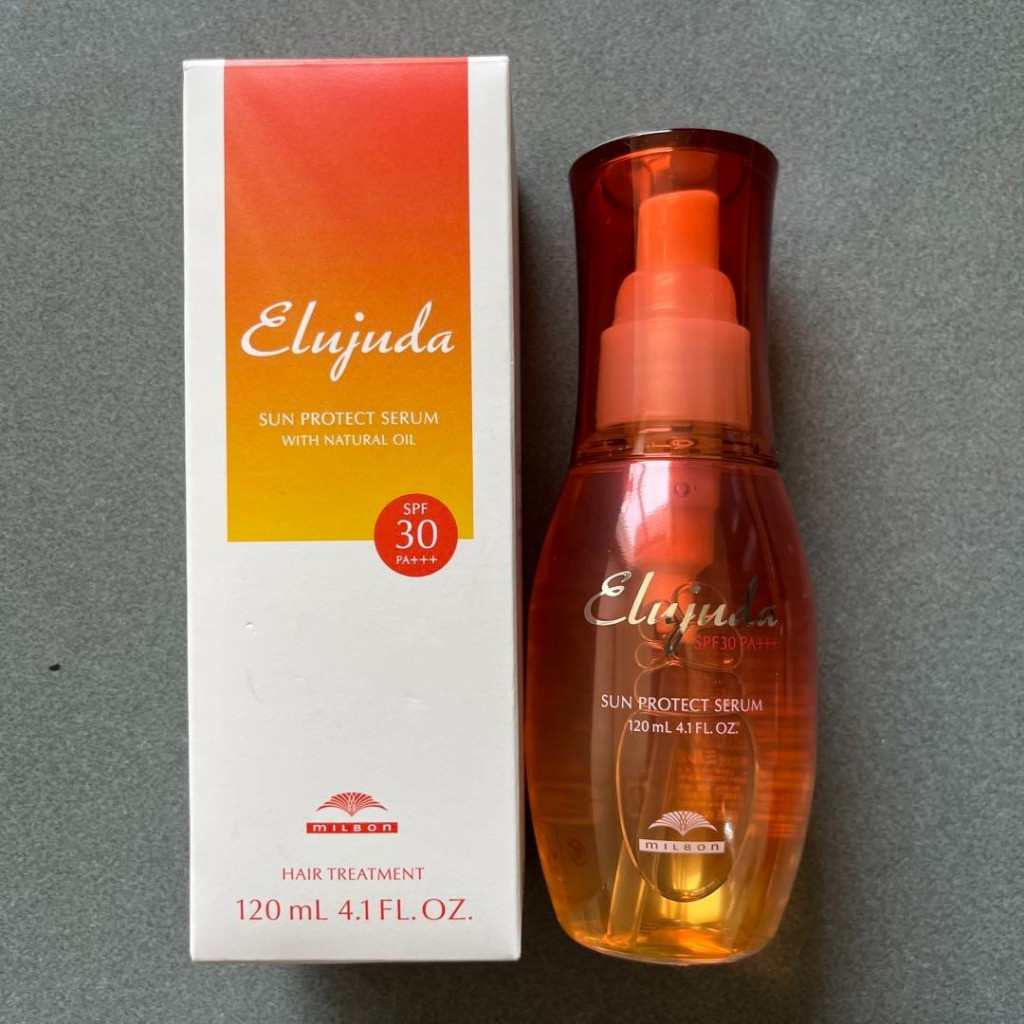 Elujuda
SUN PROTECT SERUM
WITH NATURAL OIL
SPF
30
PA+++
MILBON
HAIR TREATMENT
120 mL 4.1 FL. OZ.
Elujuda
SPF30 PA+++
SUN PROTECT SERUM
120 mL 4.1 FL. OZ.
MILBON